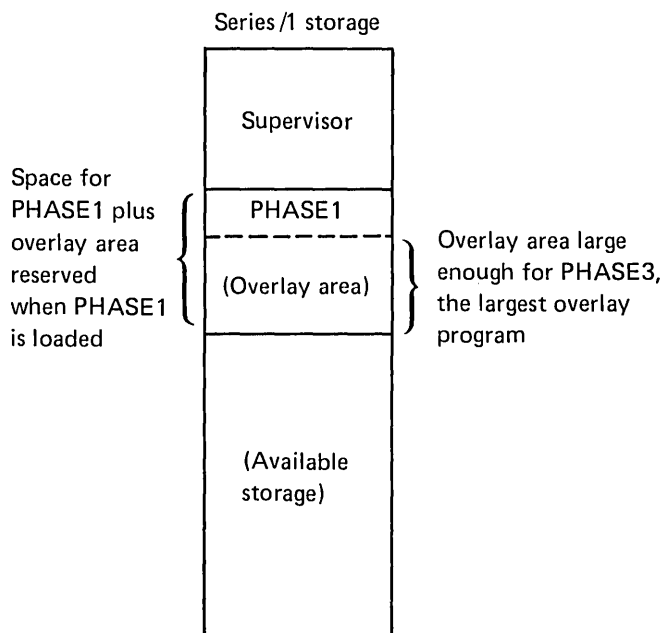 Series/1 storage
Supervisor
Space for
PHASE1 plus
overlay area
reserved
when PHASE1
is loaded
PHASE1
(Overlay area)
Overlay area large
enough for PHASE3,
the largest overlay
program
(Available
storage)